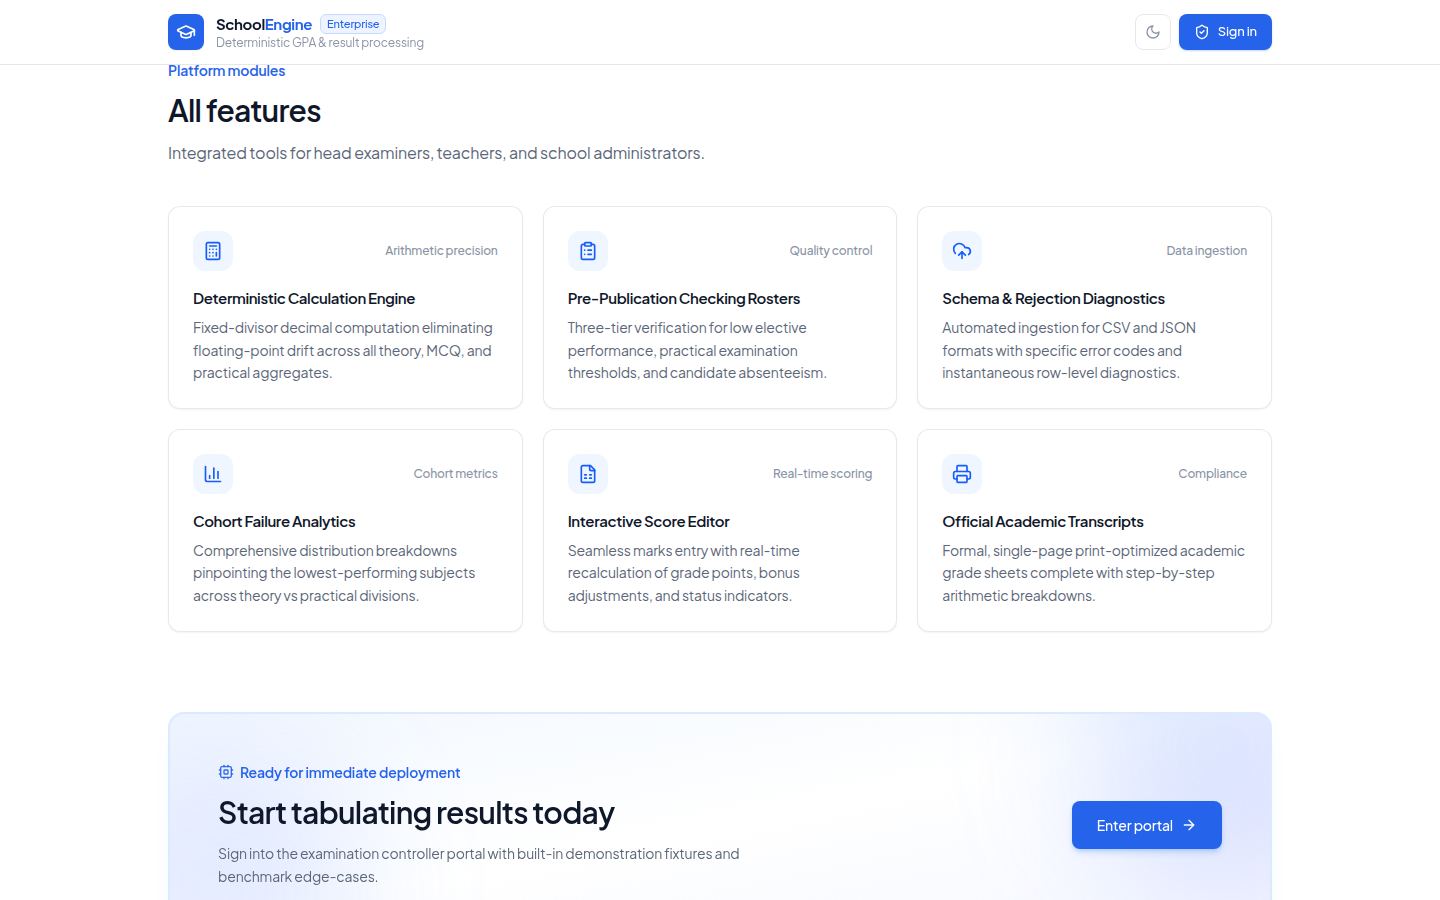 SchoolEngine Enterprise
Deterministic GPA & result processing
Sign in
Platform modules
All features
Integrated tools for head examiners, teachers, and school administrators.
Arithmetic precision
Deterministic Calculation Engine
Fixed-divisor decimal computation eliminating
floating-point drift across all theory, MCQ, and
practical aggregates.
Quality control
Pre-Publication Checking Rosters
Three-tier verification for low elective
performance, practical examination
thresholds, and candidate absenteeism.
Data ingestion
Schema & Rejection Diagnostics
Automated ingestion for CSV and JSON
formats with specific error codes and
instantaneous row-level diagnostics.
Cohort metrics
Cohort Failure Analytics
Comprehensive distribution breakdowns
pinpointing the lowest-performing subjects
across theory vs practical divisions.
Real-time scoring
Interactive Score Editor
Seamless marks entry with real-time
recalculation of grade points, bonus
adjustments, and status indicators.
Compliance
Official Academic Transcripts
Formal, single-page print-optimized academic
grade sheets complete with step-by-step
arithmetic breakdowns.
Ready for immediate deployment
Start tabulating results today
Sign into the examination controller portal with built-in demonstration fixtures and
benchmark edge-cases.
Enter portal